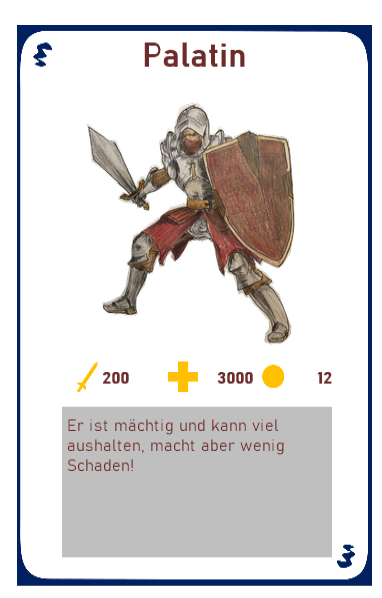 Palatin
200 3000 12
Er ist mächtig und kann viel
aushalten, macht aber wenig
Schaden!